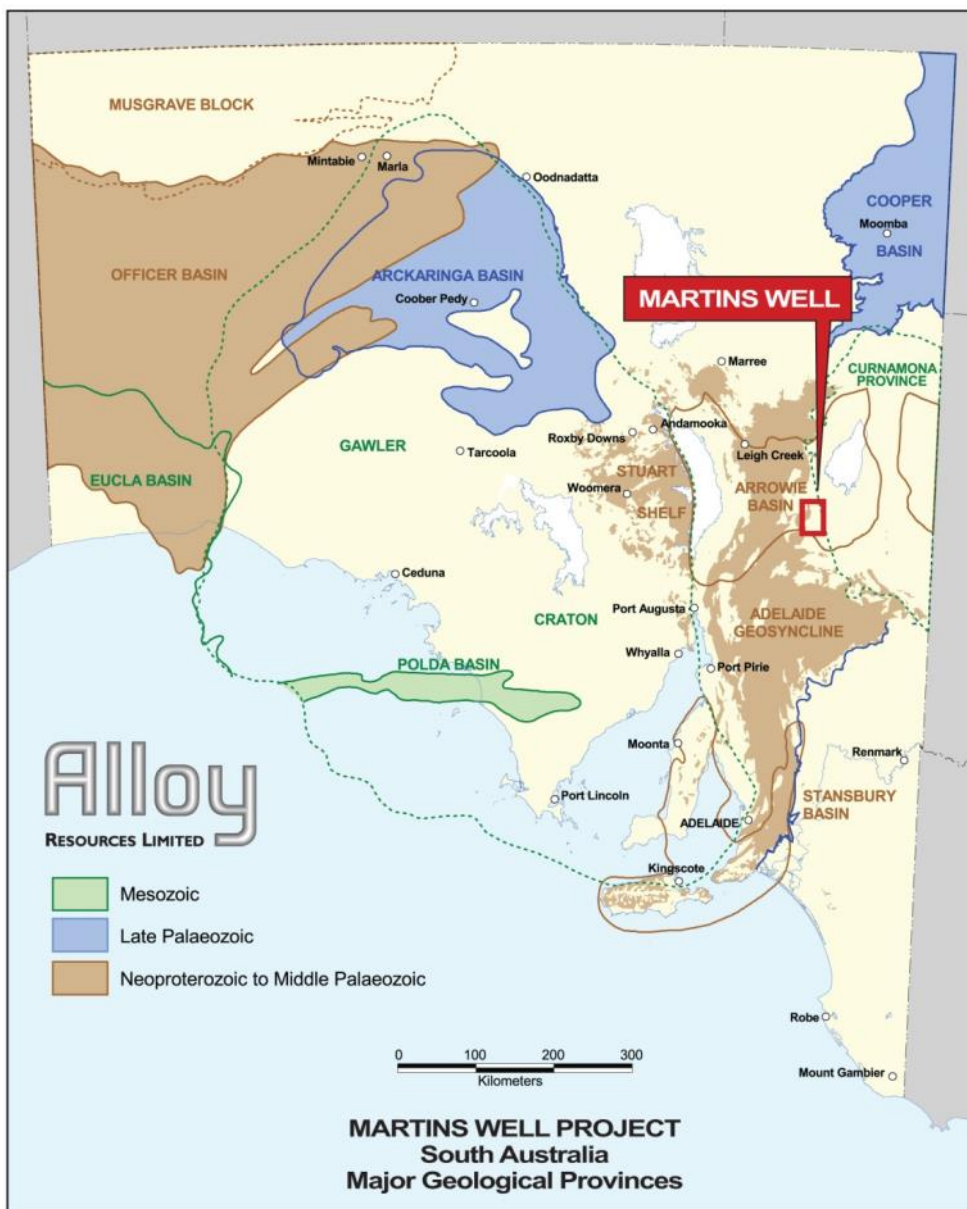 MUSGRAVE BLOCK
Mintabie
Marla
Oodnadatta
COOPER
Moomba
BASIN
OFFICER BASIN
ARCKARINGA BASIN
Coober Pedy
MARTINS WELL
Marree
CURNAMONA
PROVINCE
Andamooka
Roxby Downs
Leigh Creek
GAWLER
Tarcoola
STUART
EUCLA BASIN
Woomera
SHELF
ARROWIE
BASIN
Ceduna
CRATON
Port Augusta
ADELAIDE
GEOSYNCLINE
Whyalla
Port Pirie
POLDA BASIN
Moonta
Renmark
Port Lincoln
ADELAIDE
STANSBURY
BASIN
Kingscote
Alloy
RESOURCES LIMITED
Mesozoic
Late Palaeozoic
Neoproterozoic to Middle Palaeozoic
Robe
Mount Gambier
0 100 200 300
Kilometers
MARTINS WELL PROJECT
South Australia
Major Geological Provinces